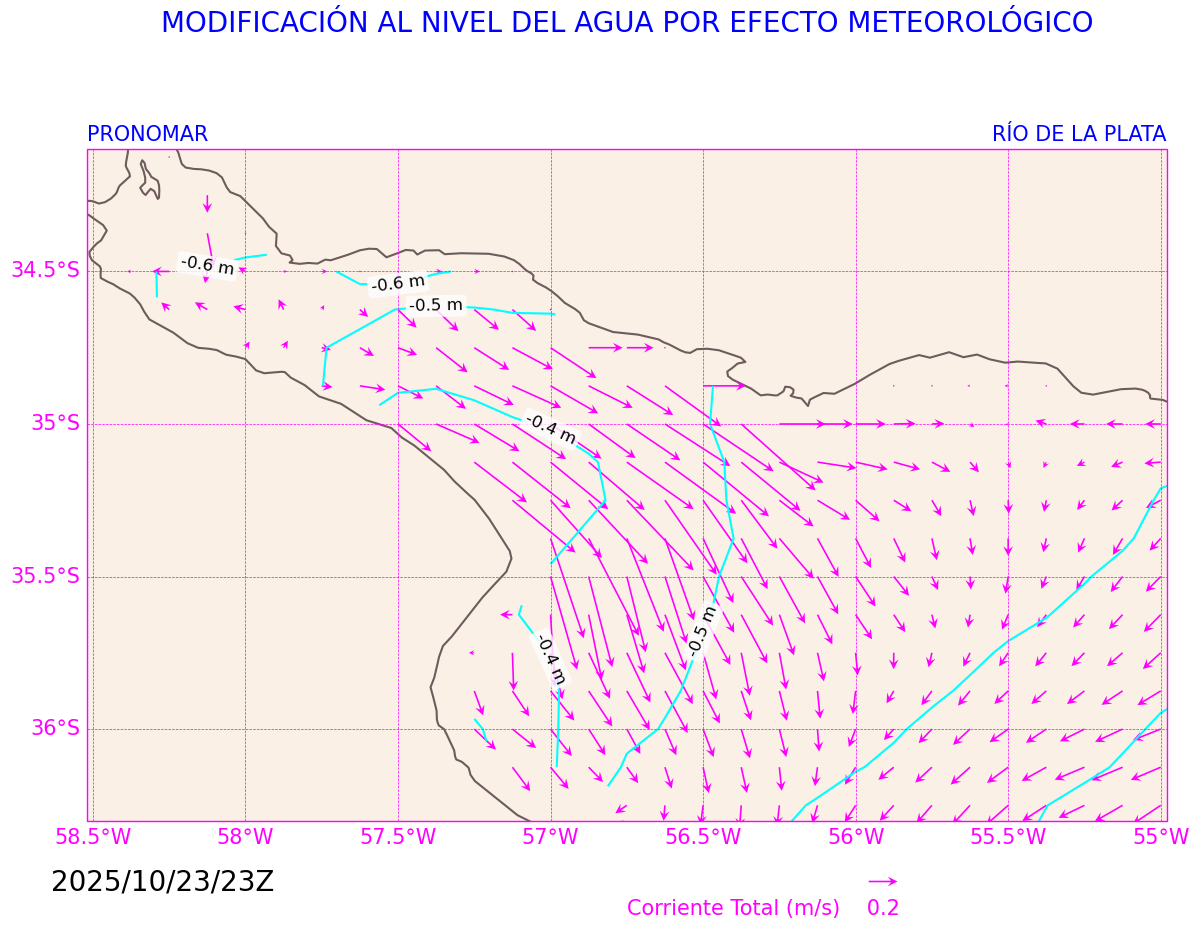 MODIFICACIÓN AL NIVEL DEL AGUA POR EFECTO METEOROLÓGICO
PRONOMAR RÍO DE LA PLATA
-0.6 m
34.5°S
-0.6 m
-0.5 m
35°S
-0.4 m
35.5°S
-0.5 m
-0.4 m
36°S
58.5°W 58°W 57.5°W 57°W 56.5°W 56°W 55.5°W 55°W
2025/10/23/23Z
Corriente Total (m/s) 0.2